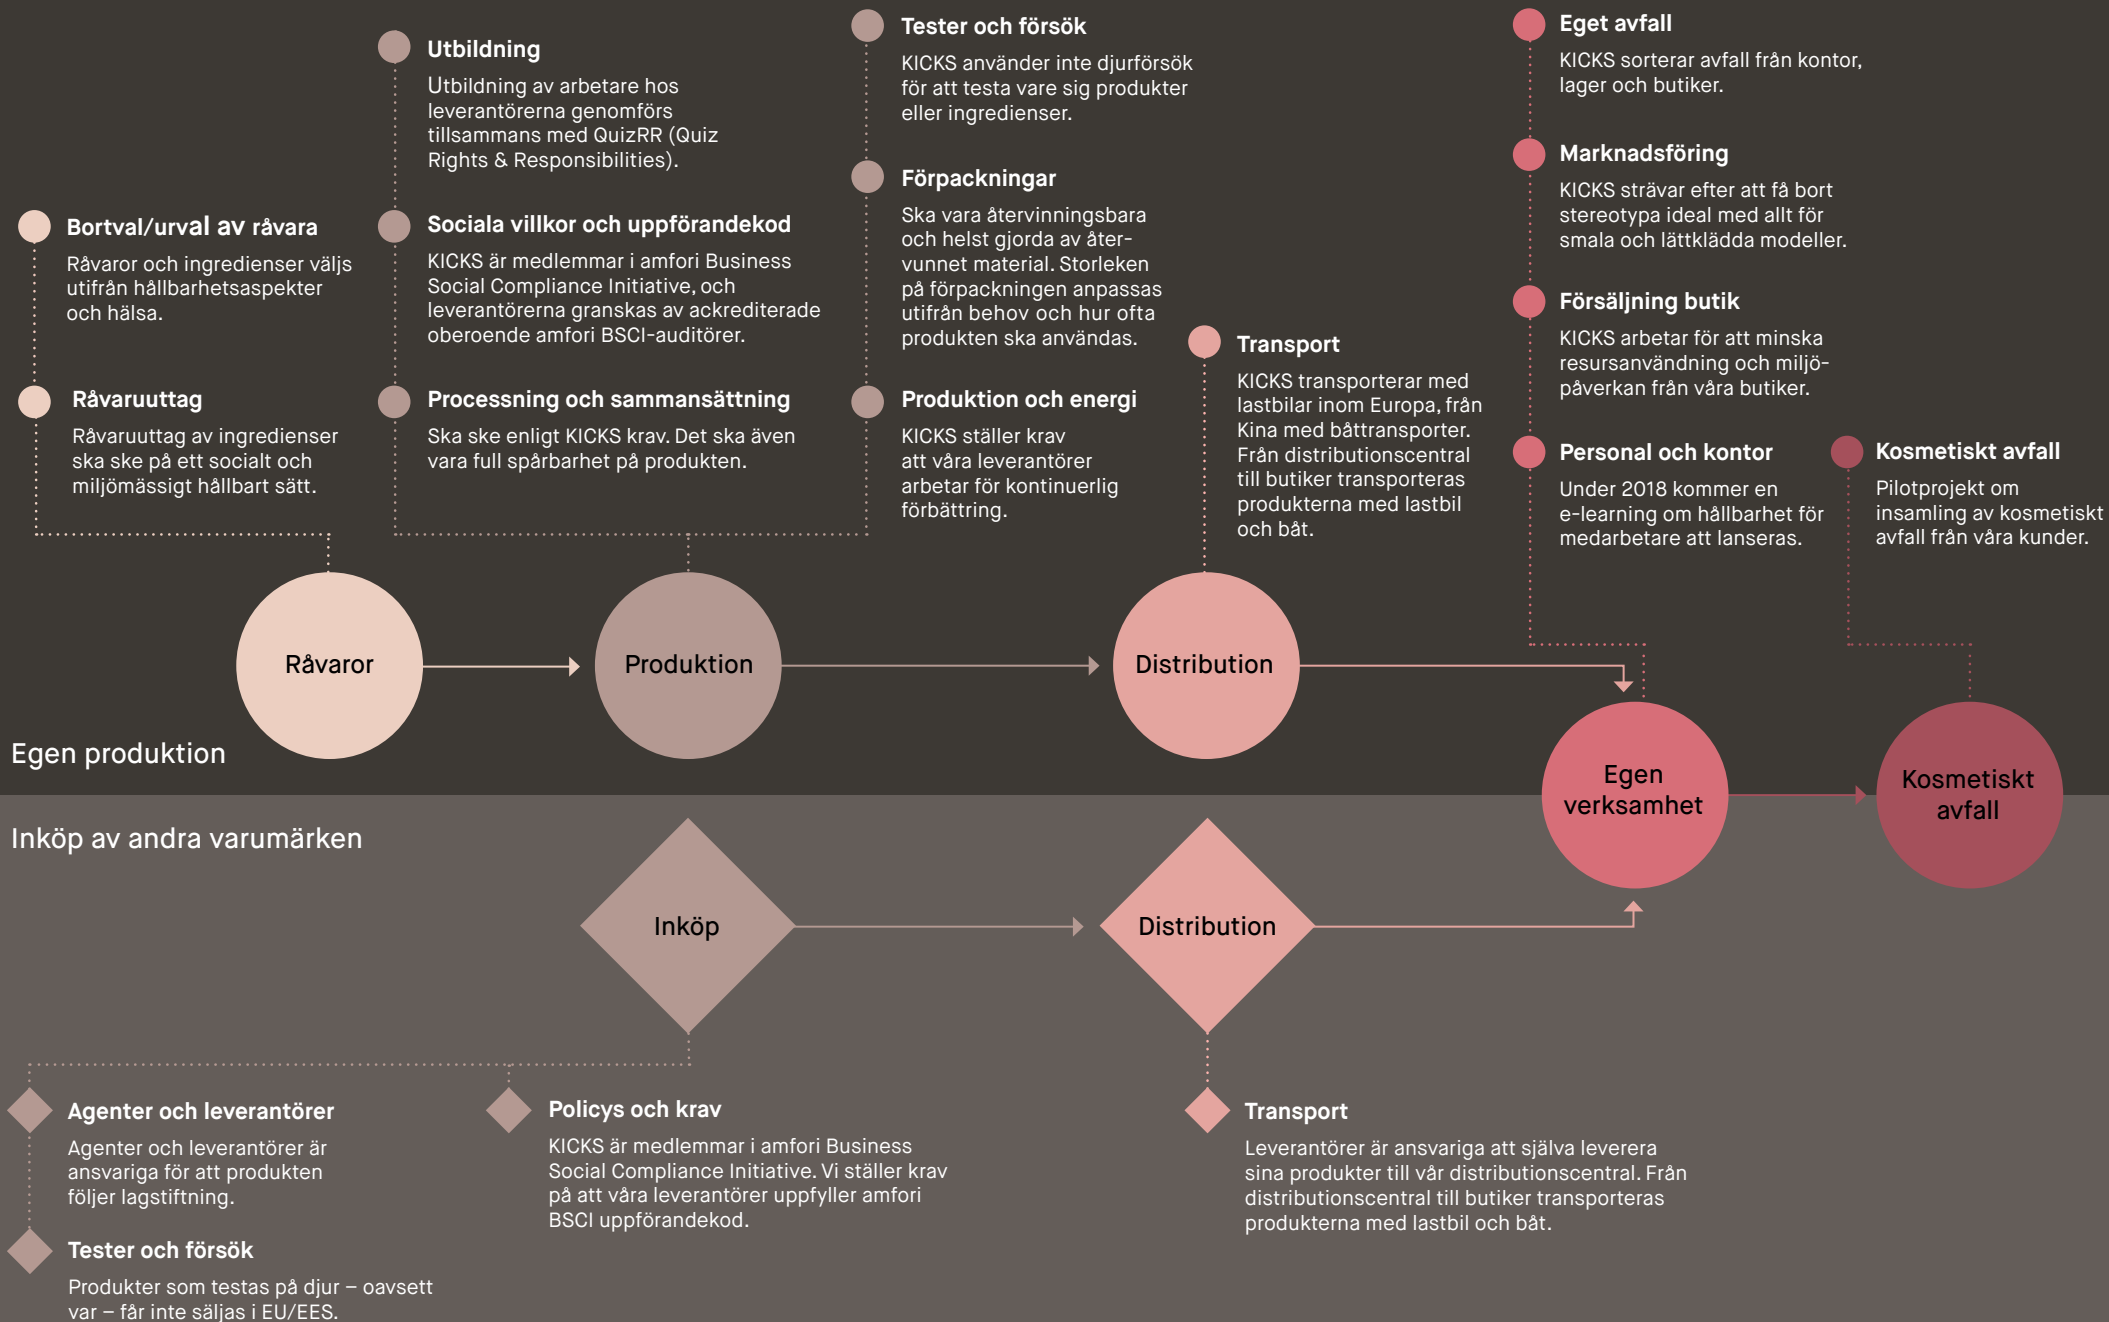 Utbildning
Utbildning av arbetare hos
leverantörerna genomförs
tillsammans med QuizRR (Quiz
Rights & Responsibilities).
Tester och försök
KICKS använder inte djurförsök
för att testa vare sig produkter
eller ingredienser.
Eget avfall
KICKS sorterar avfall från kontor,
lager och butiker.
Bortval/urval av råvara
Råvaror och ingredienser väljs
utifrån hållbarhetsaspekter
och hälsa.
Sociala villkor och uppförandekod
KICKS är medlemmar i amfori Business
Social Compliance Initiative, och
leverantörerna granskas av ackrediterade
oberoende amfori BSCI-auditörer.
Förpackningar
Ska vara återvinningsbara
och helst gjorda av åter-
vunnet material. Storleken
på förpackningen anpassas
utifrån behov och hur ofta
produkten ska användas.
Marknadsföring
KICKS strävar efter att få bort
stereotypa ideal med allt för
smala och lättklädda modeller.
Försäljning butik
KICKS arbetar för att minska
resursanvändning och miljö-
påverkan från våra butiker.
Råvaruuttag
Råvaruuttag av ingredienser
ska ske på ett socialt och
miljömässigt hållbart sätt.
Processning och sammansättning
Ska ske enligt KICKS krav. Det ska även
vara full spårbarhet på produkten.
Produktion och energi
KICKS ställer krav
att våra leverantörer
arbetar för kontinuerlig
förbättring.
Transport
KICKS transporterar med
lastbilar inom Europa, från
Kina med båttransporter.
Från distributionscentral
till butiker transporteras
produkterna med lastbil
och båt.
Personal och kontor
Under 2018 kommer en
e-learning om hållbarhet för
medarbetare att lanseras.
Kosmetiskt avfall
Pilotprojekt om
insamling av kosmetiskt
avfall från våra kunder.
Råvaror
Produktion
Distribution
Egen produktion
Egen
verksamhet
Kosmetiskt
avfall
Inköp av andra varumärken
Inköp
Distribution
Agenter och leverantörer
Agenter och leverantörer är
ansvariga för att produkten
följer lagstiftning.
Policys och krav
KICKS är medlemmar i amfori Business
Social Compliance Initiative. Vi ställer krav
på att våra leverantörer uppfyller amfori
BSCI uppförandekod.
Transport
Leverantörer är ansvariga att själva leverera
sina produkter till vår distributionscentral. Från
distributionscentral till butiker transporteras
produkterna med lastbil och båt.
Tester och försök
Produkter som testas på djur – oavsett
var – får inte säljas i EU/EES.